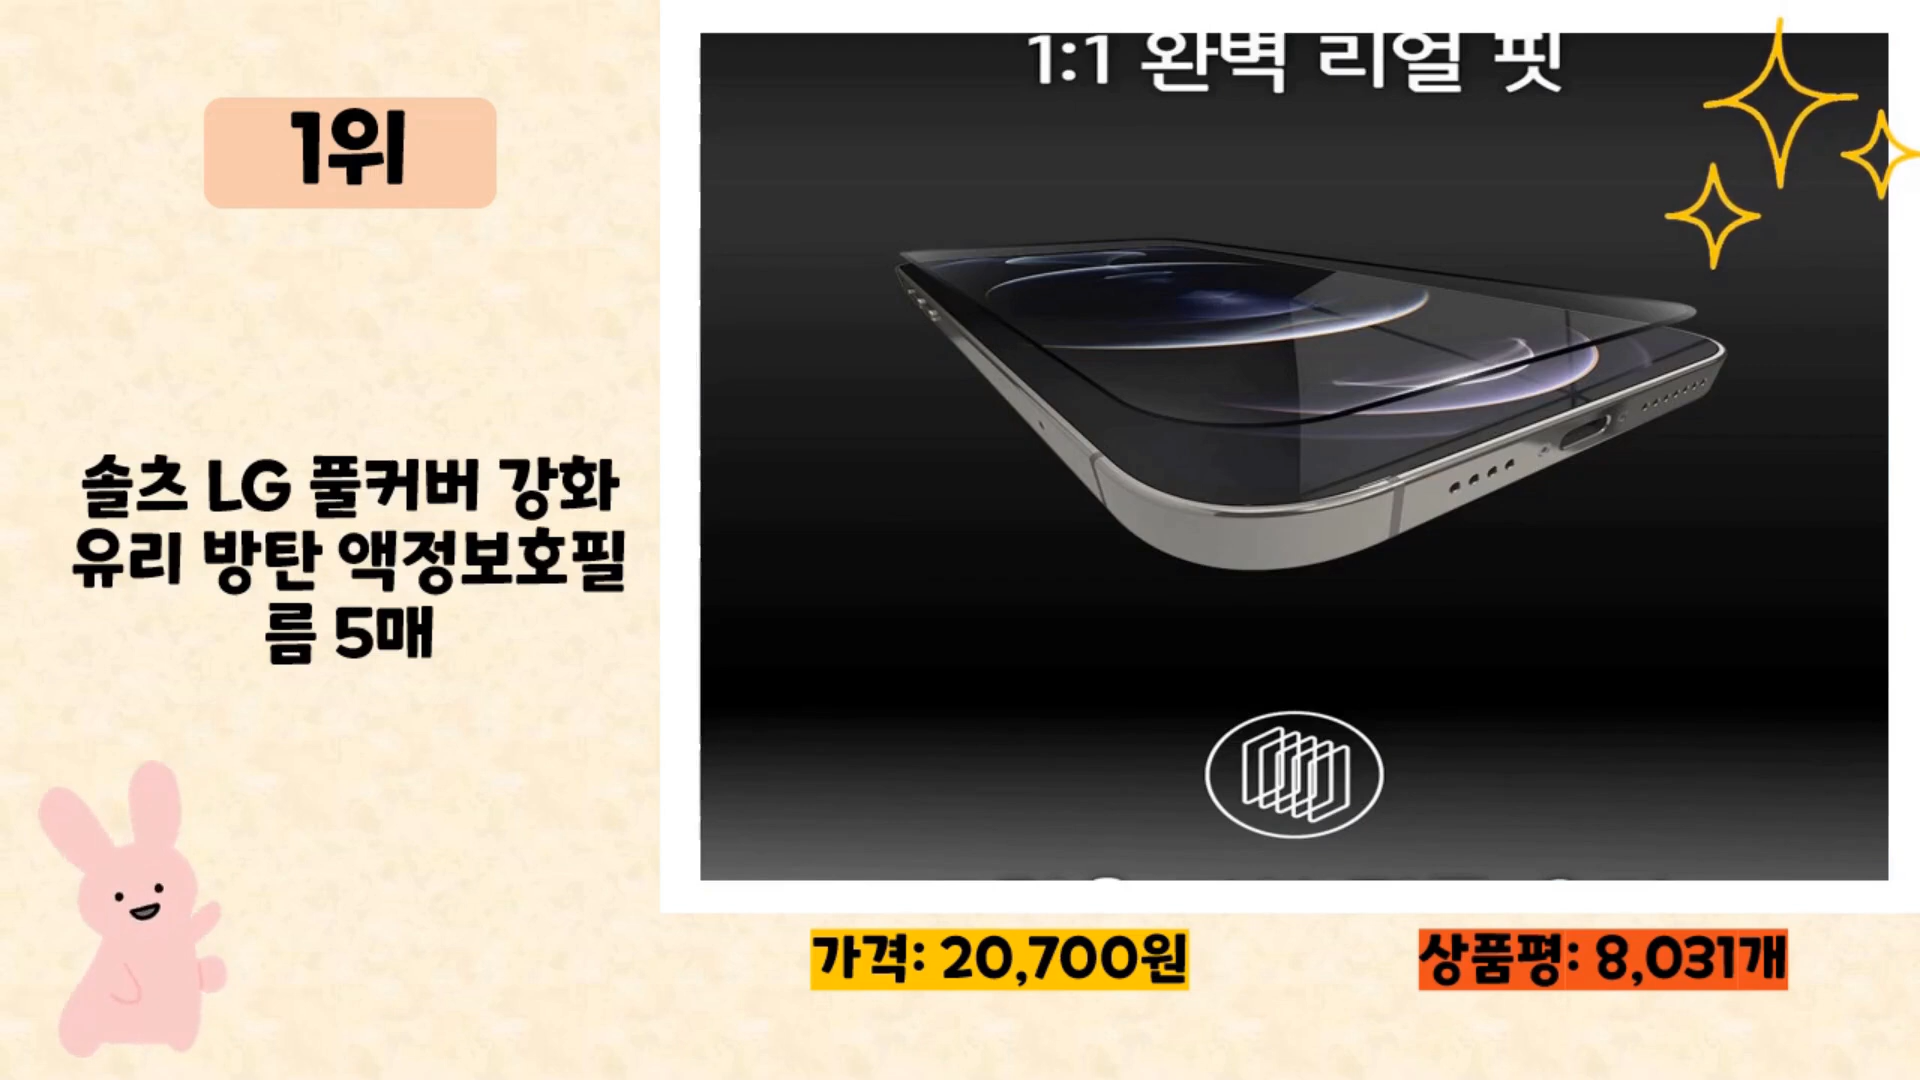 1위
1:1 완벽 리얼 핏
솔츠 LG 풀커버 강화
유리 방탄 액정보호필
름 5매
가격: 20,700원
상품평: 8,031개